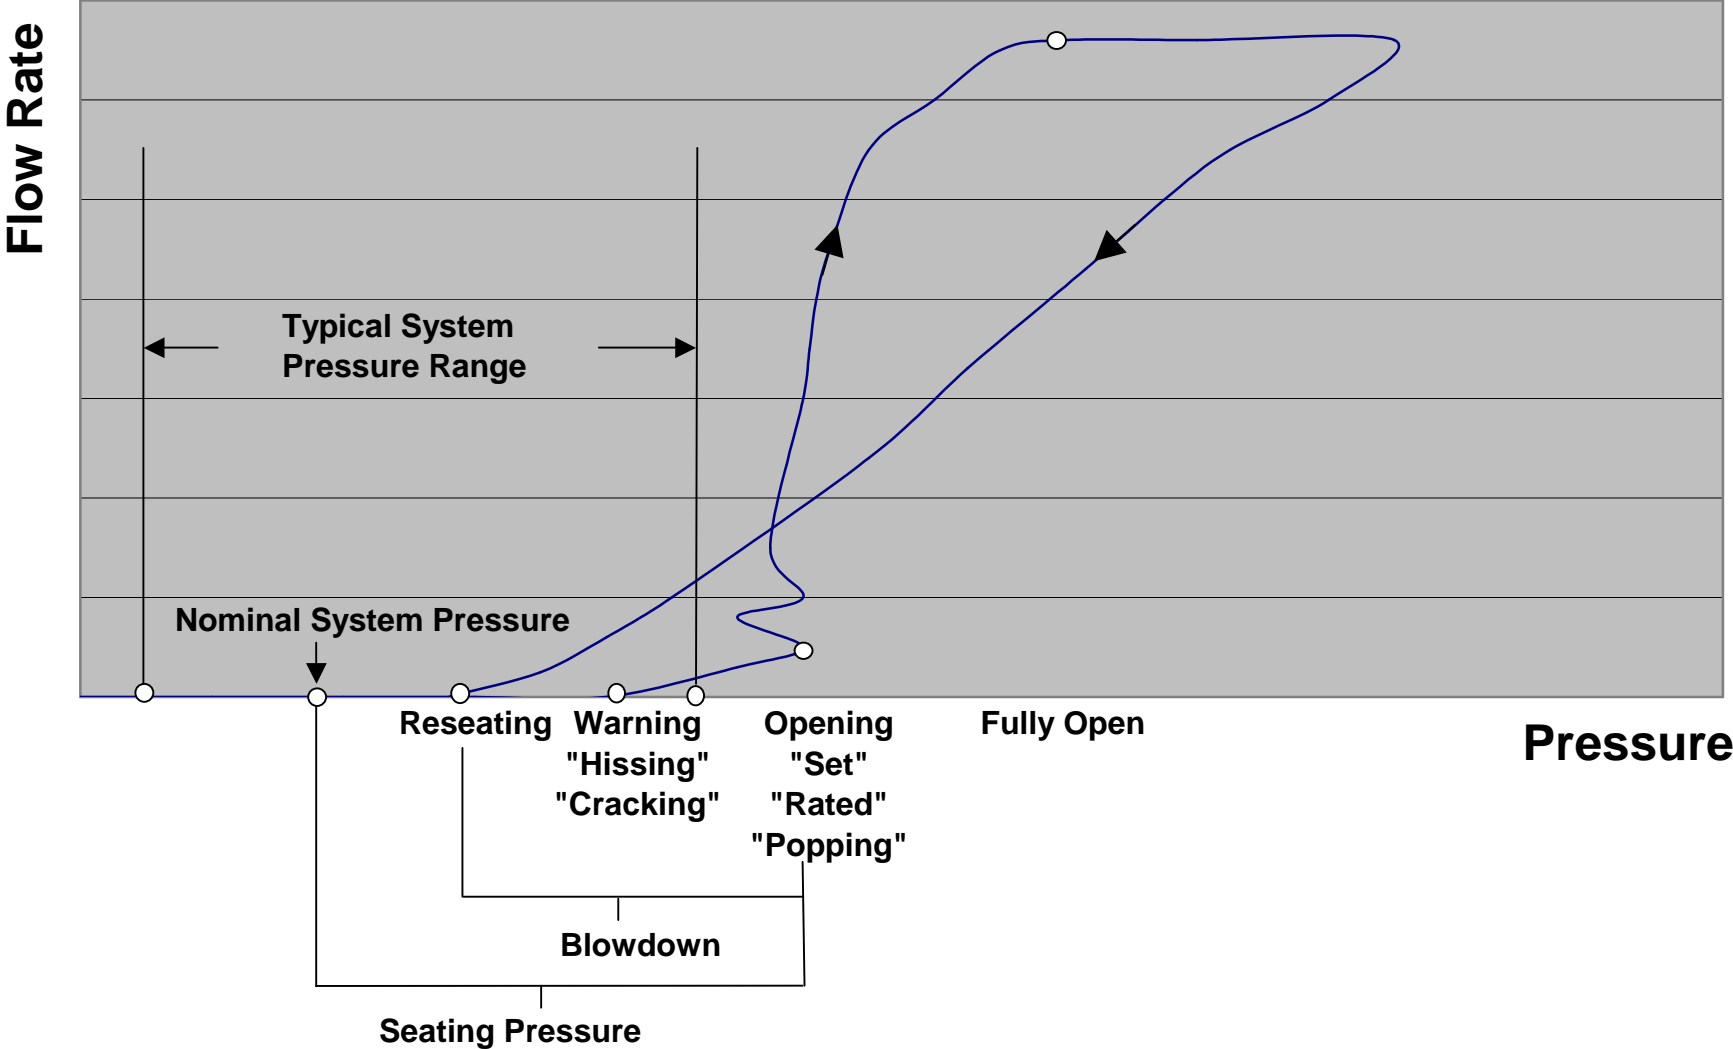 Flow Rate
Typical System
Pressure Range
Nominal System Pressure
Reseating
Warning
"Hissing"
"Cracking"
Opening
"Set"
"Rated"
"Popping"
Fully Open
Pressure
Blowdown
Seating Pressure